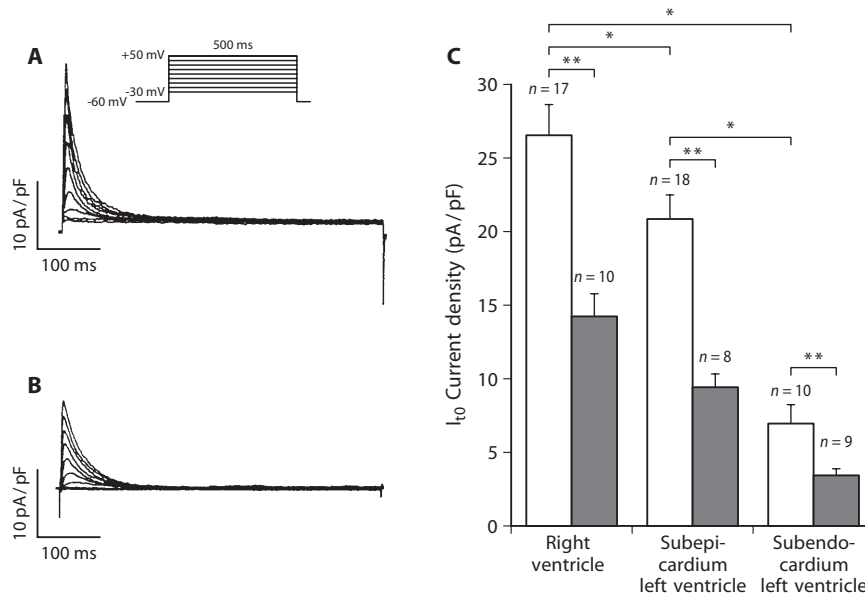 A
+50 mV
500 ms
-30 mV
-60 mV
10 pA/pF
100 ms
B
10 pA/pF
100 ms
C
*
*
**
n = 17
*
**
n = 18
n = 10
n = 8
**
n = 10
n = 9
It0 Current density (pA/pF)
30
25
20
15
10
5
0
Right
ventricle
Subepi-
cardium
left ventricle
Subendo-
cardium
left ventricle